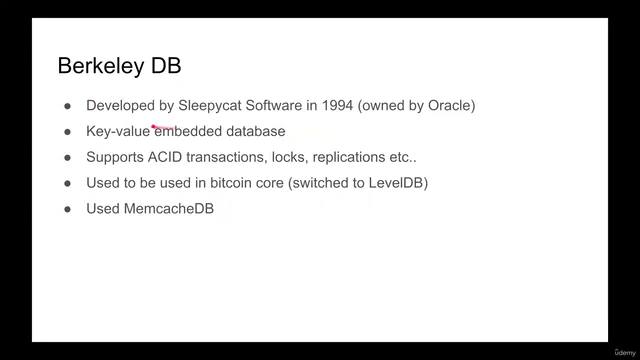 Berkeley DB
● Developed by Sleepycat Software in 1994 (owned by Oracle)
● Key-value embedded database
● Supports ACID transactions, locks, replications etc..
● Used to be used in bitcoin core (switched to LevelDB)
● Used MemcacheDB
udemy